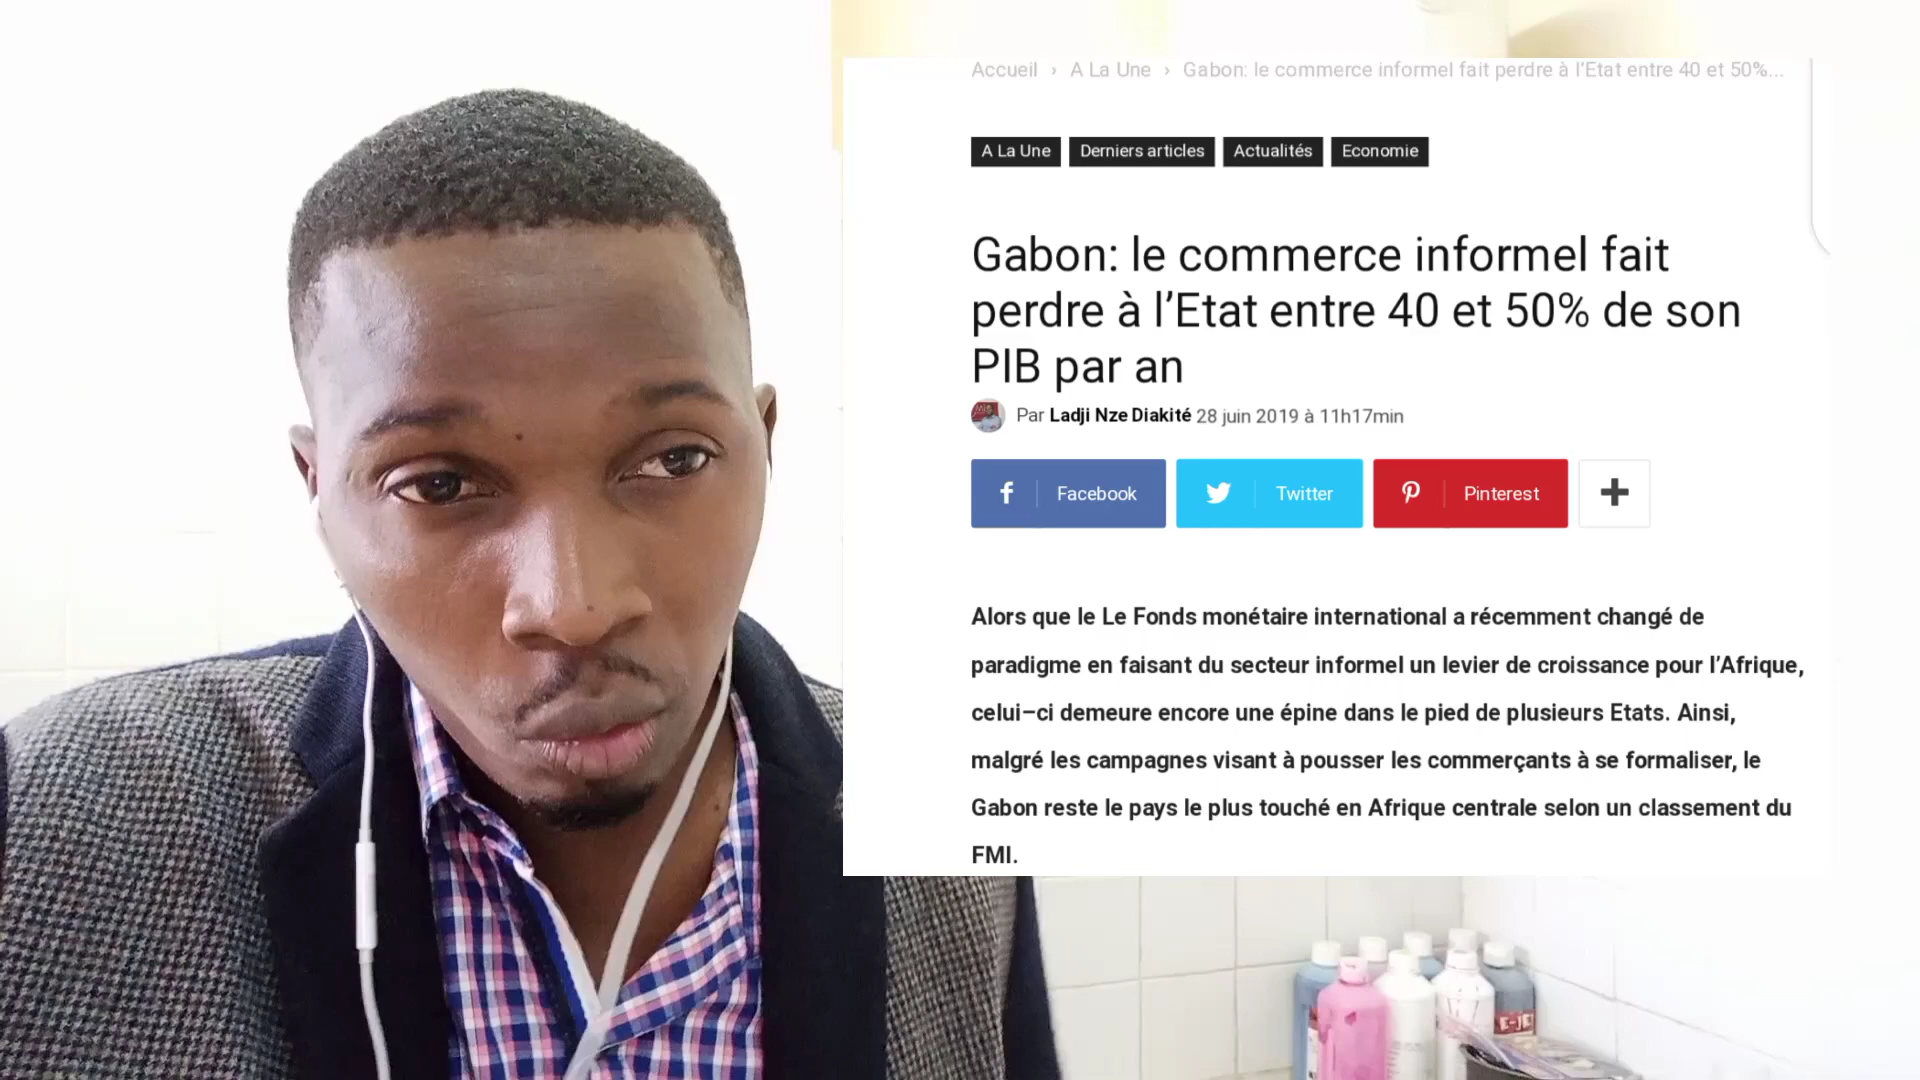 Accueil › A La Une › Gabon: le commerce informel fait perdre à l'Etat entre 40 et 50%...
A La Une Derniers articles Actualités Economie
Gabon: le commerce informel fait
perdre à l’Etat entre 40 et 50% de son
PIB par an
Par Ladji Nze Diakité 28 juin 2019 à 11h17min
Facebook Twitter Pinterest +
Alors que le Le Fonds monétaire international a récemment changé de
paradigme en faisant du secteur informel un levier de croissance pour l’Afrique,
celui–ci demeure encore une épine dans le pied de plusieurs Etats. Ainsi,
malgré les campagnes visant à pousser les commerçants à se formaliser, le
Gabon reste le pays le plus touché en Afrique centrale selon un classement du
FMI.
E-JET